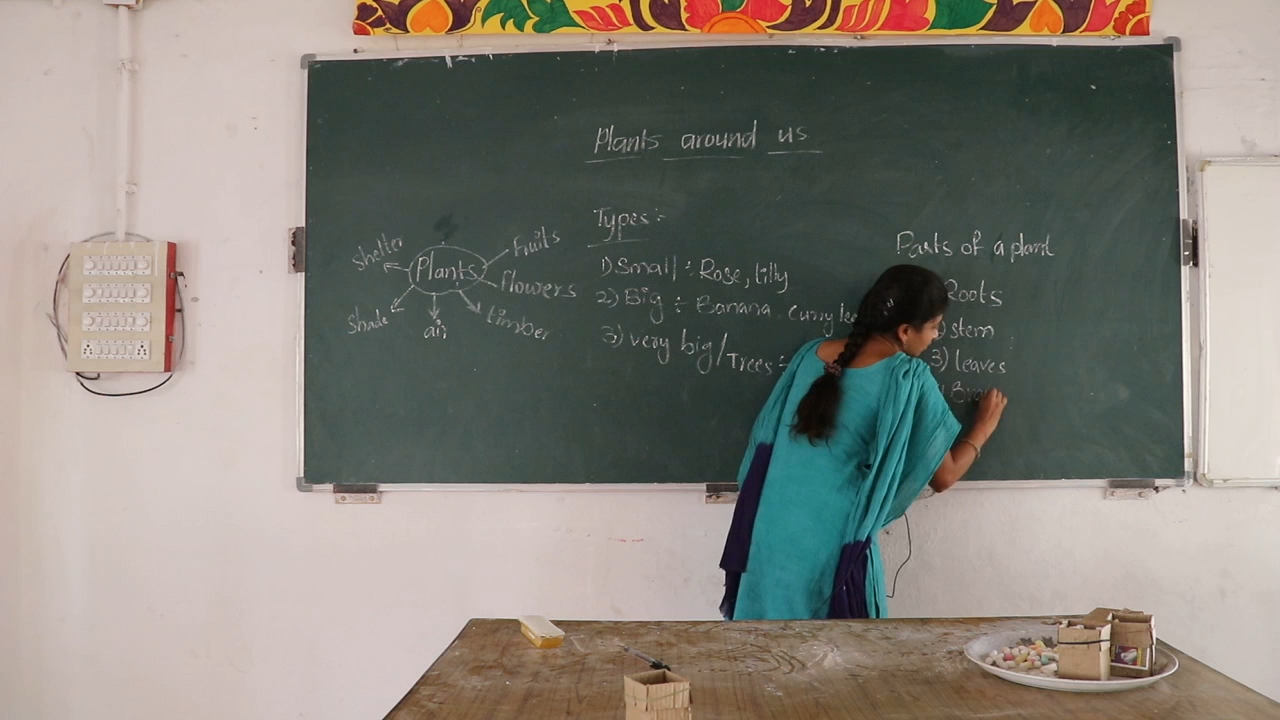 Plants around us
Shelter
Fruits
Plants
Flowers
Shade
air
timber
Types :-
1) Small :- Rose, lilly
2) Big :- Banana, Curry
3) very big/Trees :-
Parts of a plant
Roots
stem
3) leaves